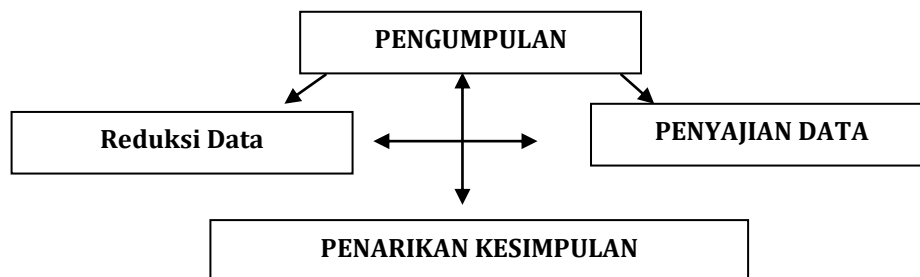 PENGUMPULAN
Reduksi Data
PENYAJIAN DATA
PENARIKAN KESIMPULAN